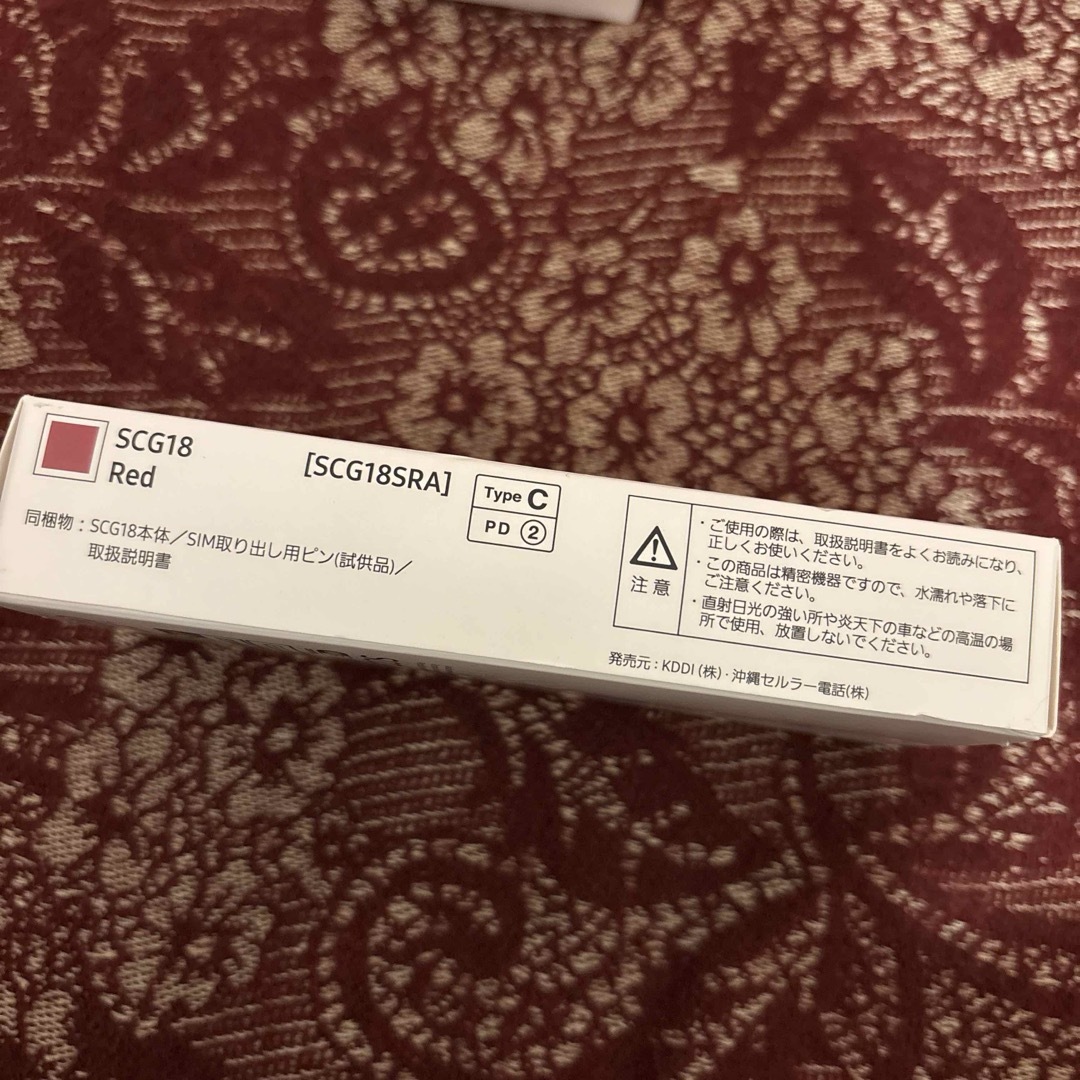 SCG18
Red
[SCG18SRA]
Type C
PD ②
同梱物：SCG18本体／SIM取り出し用ピン(試供品)／
取扱説明書
注意
・ご使用の際は、取扱説明書をよくお読みになり、
正しくお使いください。
・この商品は精密機器ですので、水濡れや落下に
ご注意ください。
・直射日光の強い所や炎天下の車などの高温の場
所で使用、放置しないでください。
発売元：KDDI(株)・沖縄セルラー電話(株)